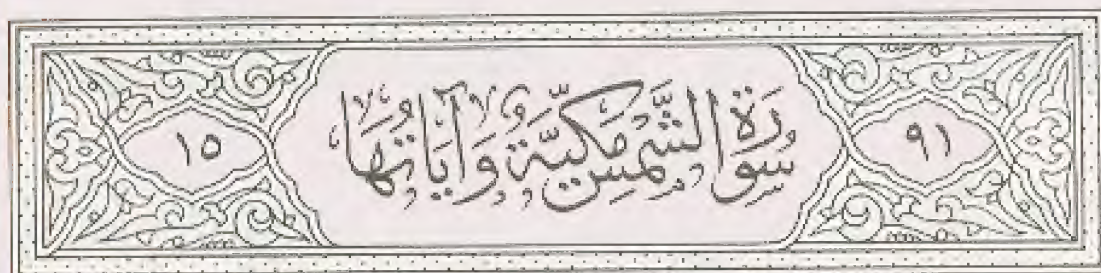 ٩١ سُورَةُ الشَّمْسِ مَكِّيَّةٌ وَآيَاتُهَا ١٥